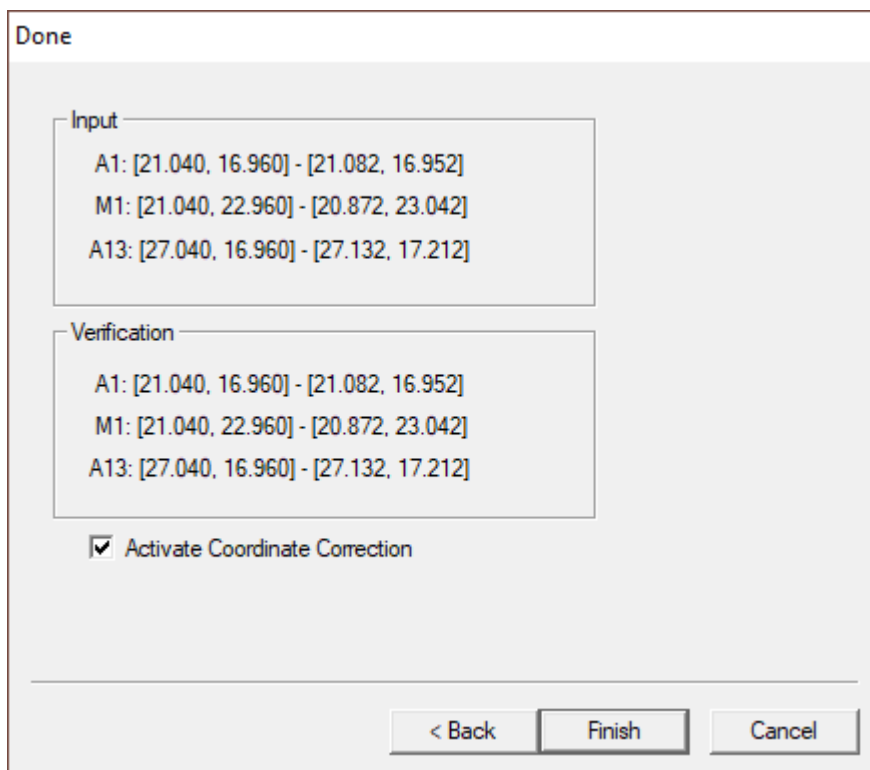 Done
Input
A1: [21.040, 16.960] - [21.082, 16.952]
M1: [21.040, 22.960] - [20.872, 23.042]
A13: [27.040, 16.960] - [27.132, 17.212]
Verification
A1: [21.040, 16.960] - [21.082, 16.952]
M1: [21.040, 22.960] - [20.872, 23.042]
A13: [27.040, 16.960] - [27.132, 17.212]
Activate Coordinate Correction
< Back Finish Cancel